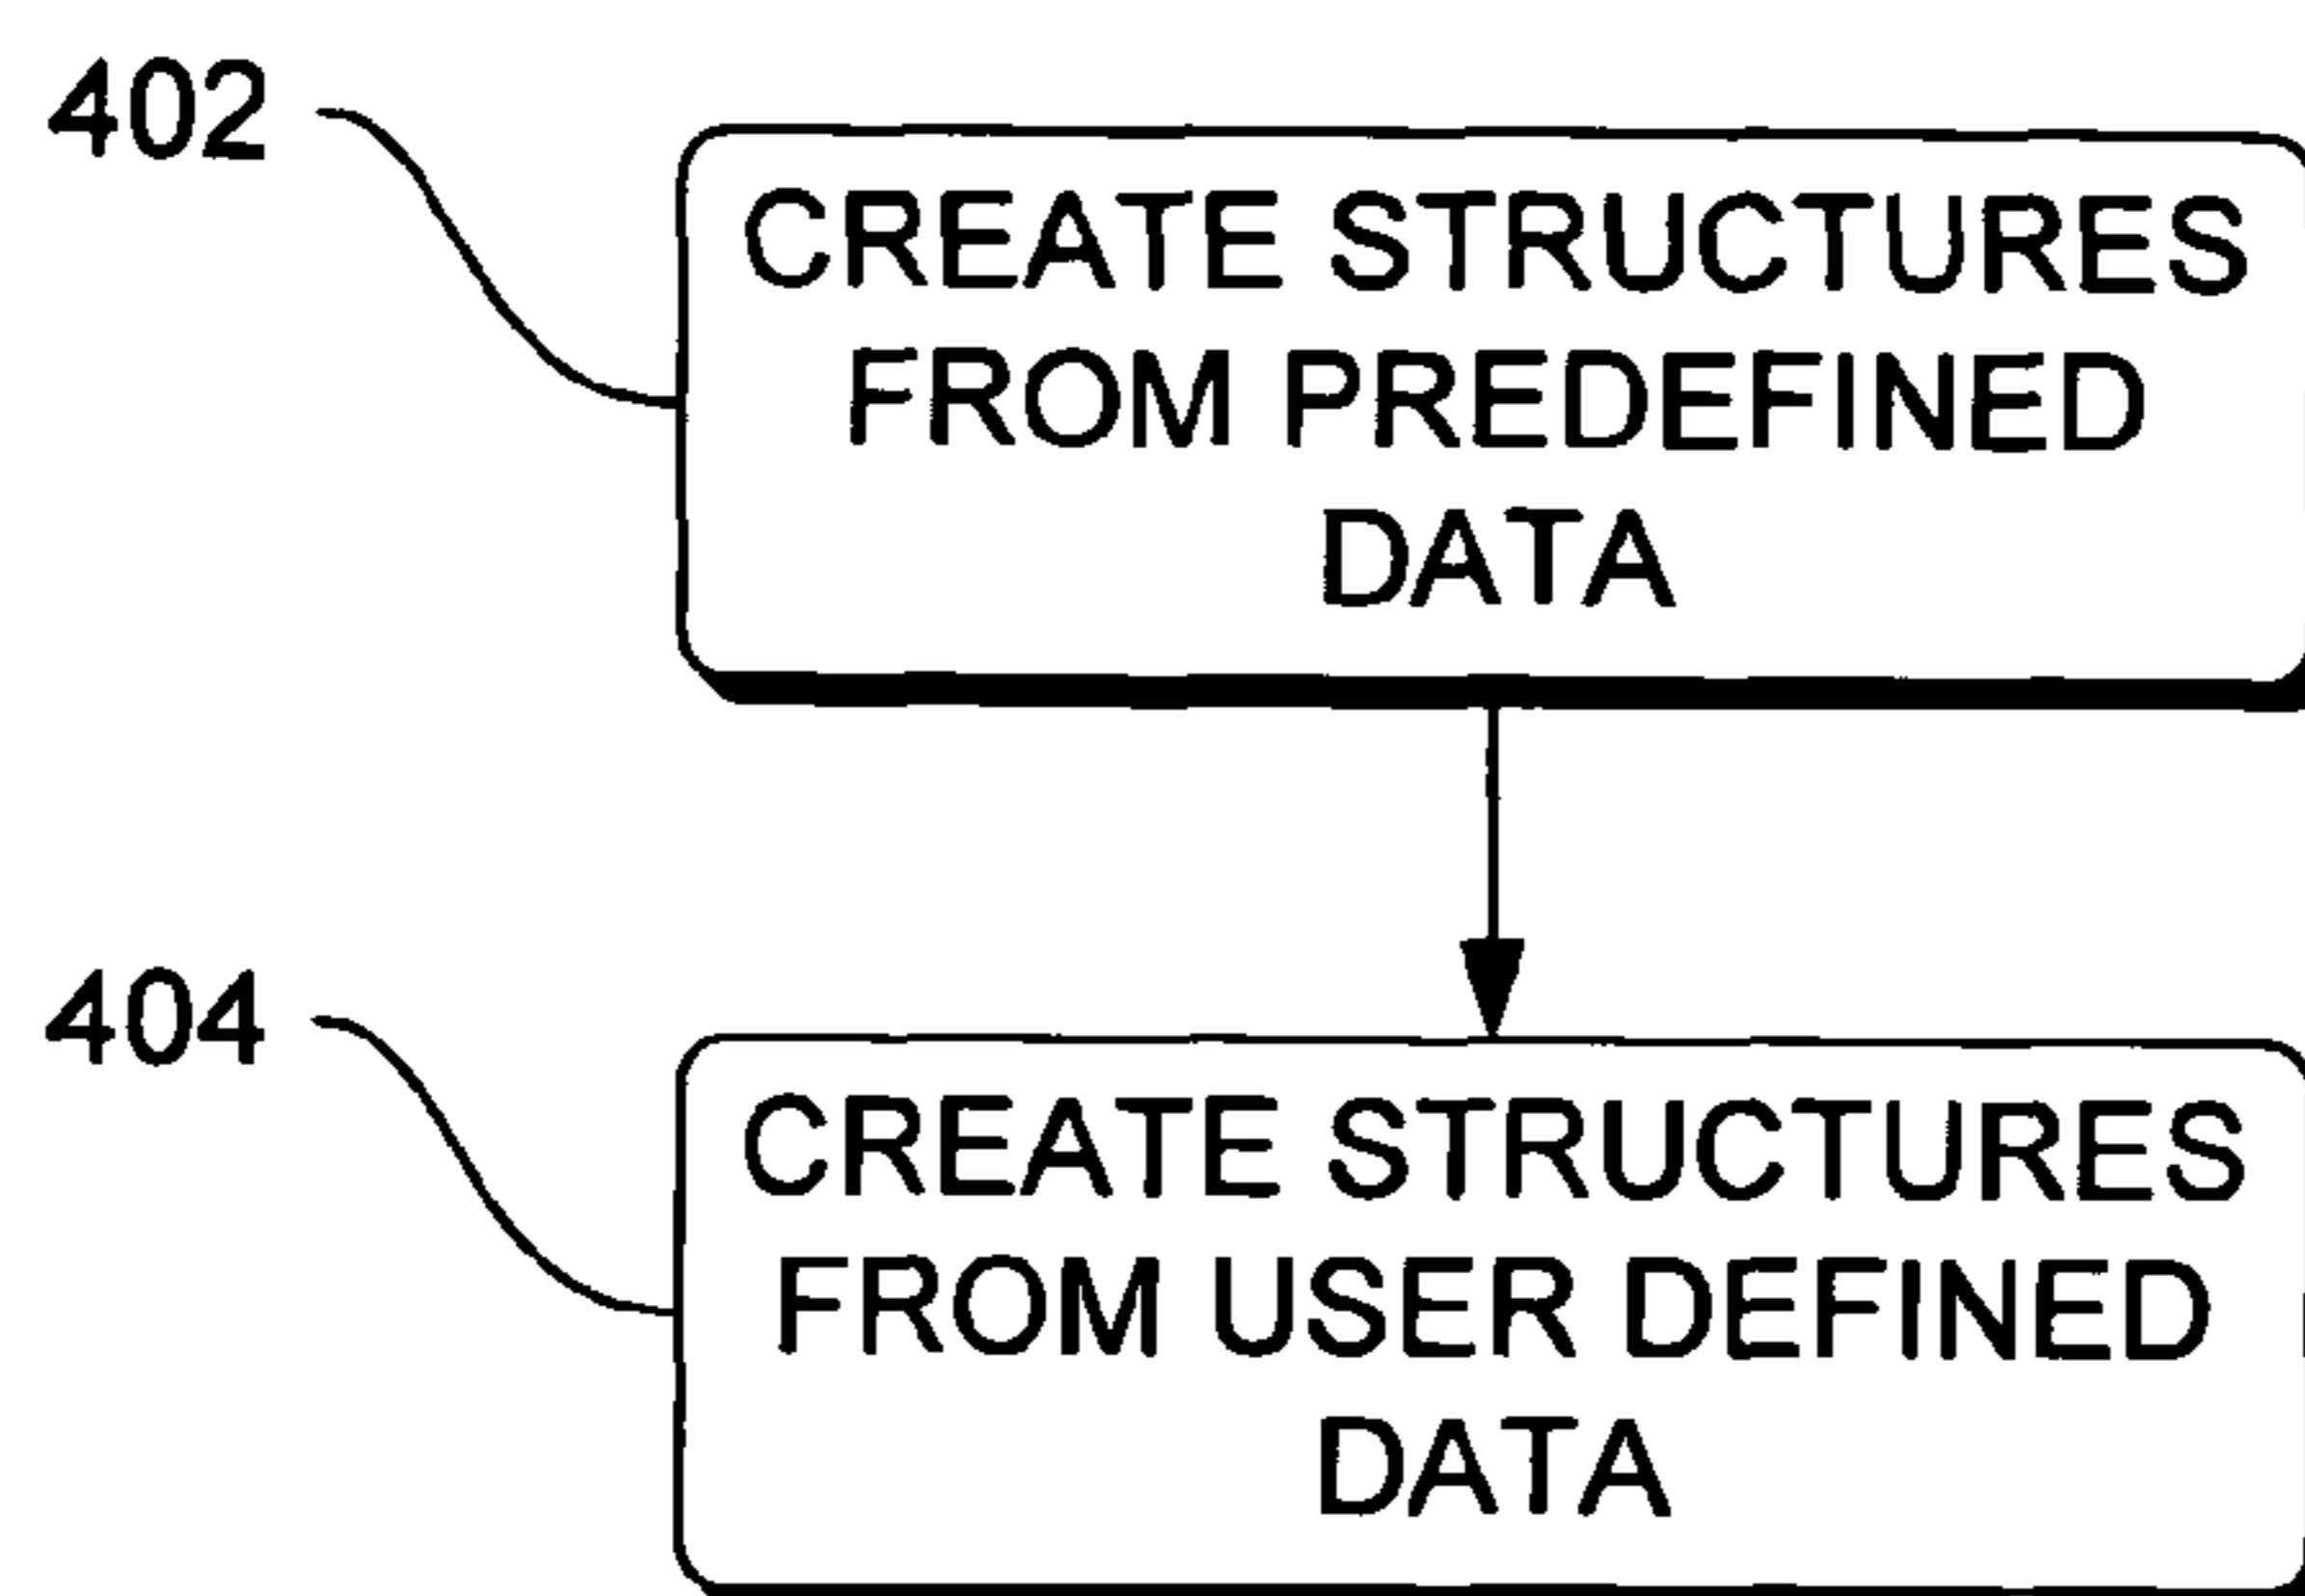 402
CREATE STRUCTURES
FROM PREDEFINED
DATA
404
CREATE STRUCTURES
FROM USER DEFINED
DATA